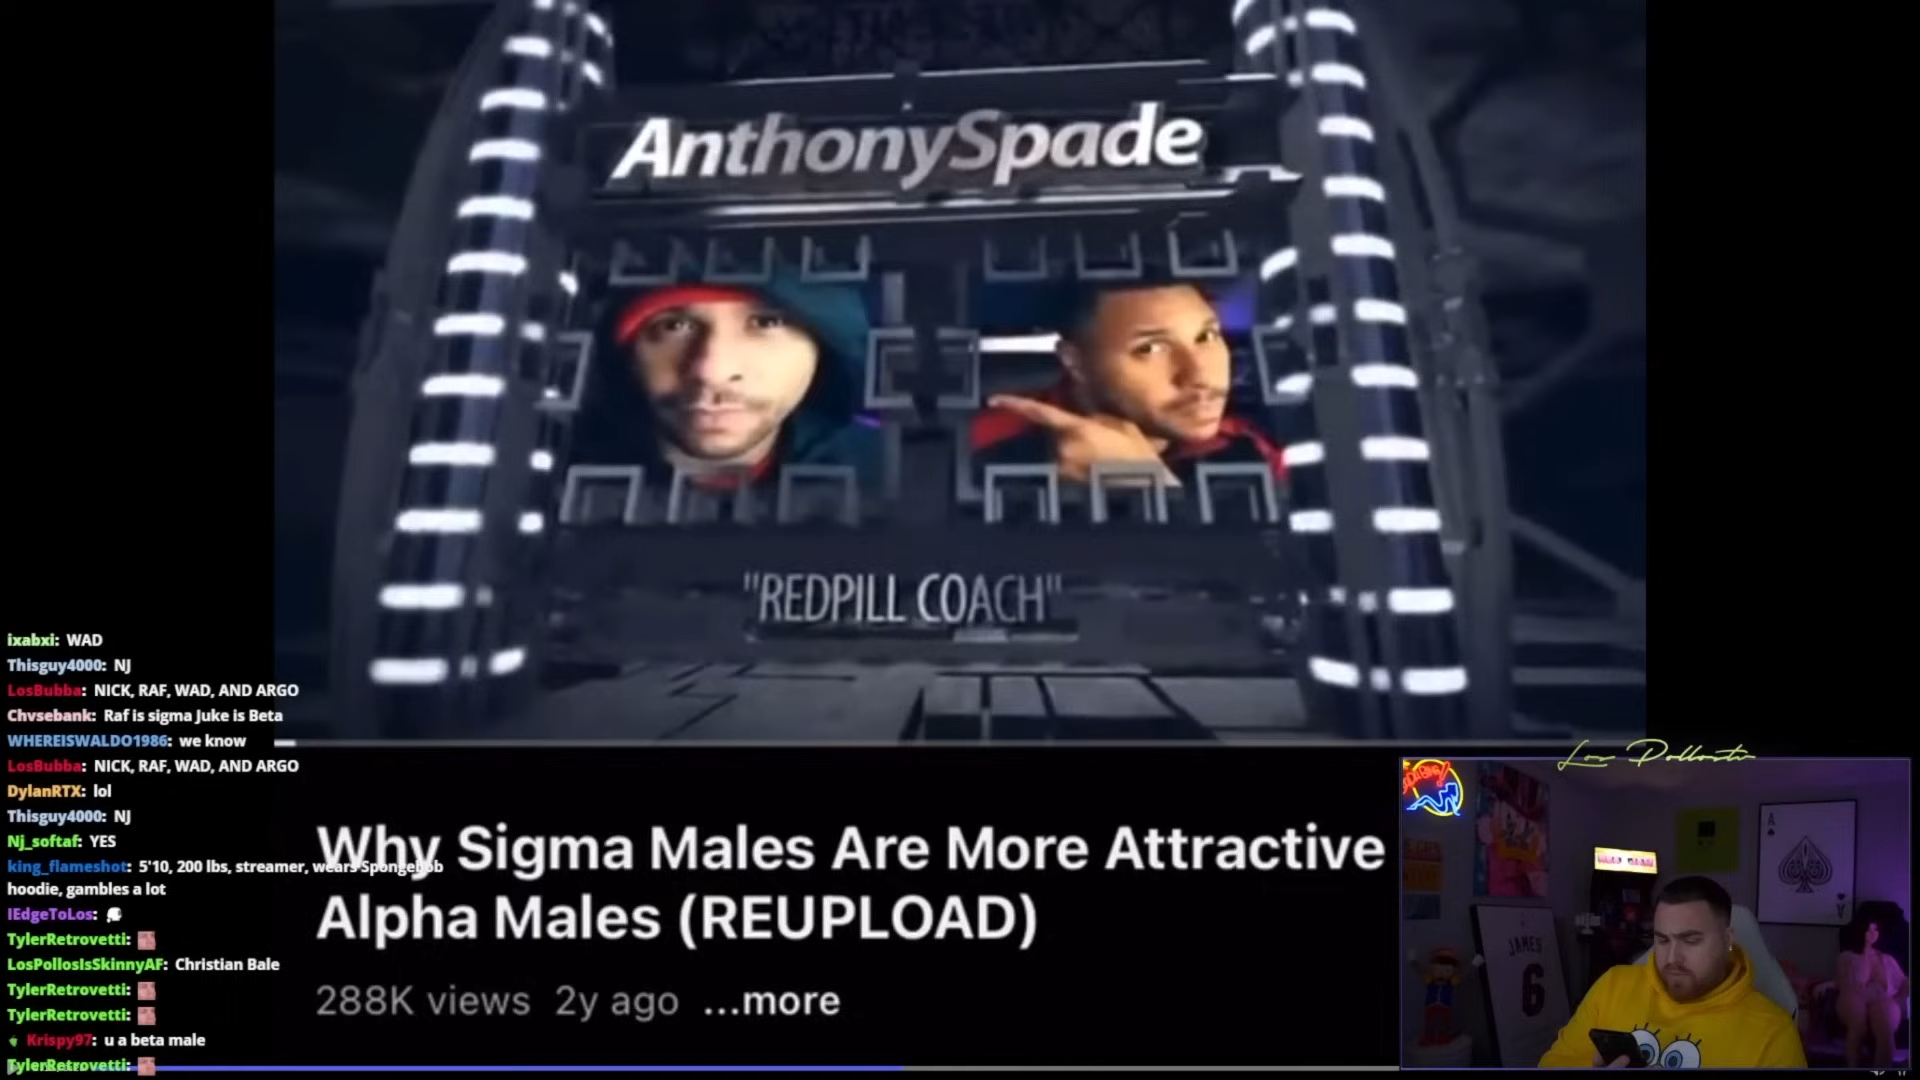 AnthonySpade
"REDPILL COACH"
ixabxi: WAD
Thisguy4000: NJ
LosBubba: NICK, RAF, WAD, AND ARGO
Chvsebank: Raf is sigma Juke is Beta
WHEREISWALDO1986: we know
LosBubba: NICK, RAF, WAD, AND ARGO
DylanRTX: lol
Thisguy4000: NJ
Nj_softaf: YES
king_flameshot: 5'10, 200 lbs, streamer, wears Spongebob
hoodie, gambles a lot
IEdgeToLos:
TylerRetrovetti:
LosPollosIsSkinnyAF: Christian Bale
TylerRetrovetti:
TylerRetrovetti:
Krispy97: u a beta male
TylerRetrovetti:
Why Sigma Males Are More Attractive
Alpha Males (REUPLOAD)
288K views 2y ago ...more
A
JAMES
6
A